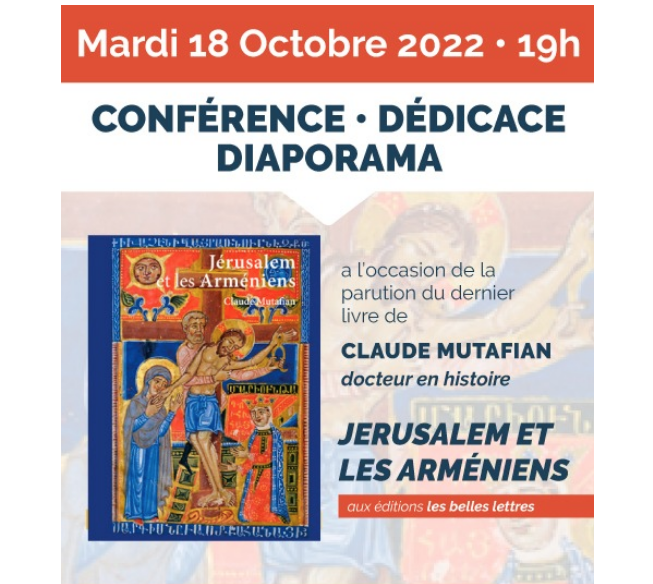 Mardi 18 Octobre 2022 • 19h
CONFÉRENCE • DÉDICACE
DIAPORAMA
Jérusalem
et les Arméniens
Claude Mutafian
a l'occasion de la
parution du dernier
livre de
CLAUDE MUTAFIAN
docteur en histoire
JERUSALEM ET
LES ARMÉNIENS
aux éditions les belles lettres